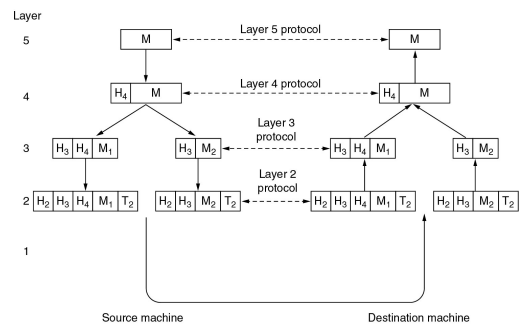 Layer
5 M Layer 5 protocol M
4 H4 M Layer 4 protocol H4 M
Layer 3
protocol
3 H3 H4 M1 H3 M2 H3 H4 M1 H3 M2
Layer 2
protocol
2 H2 H3 H4 M1 T2 H2 H3 M2 T2 H2 H3 H4 M1 T2 H2 H3 M2 T2
1
Source machine Destination machine